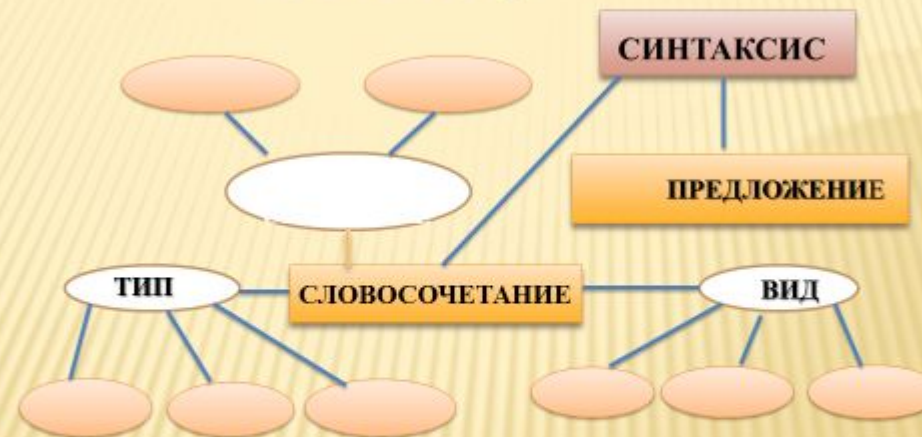 СИНТАКСИС
ПРЕДЛОЖЕНИЕ
ТИП
СЛОВОСОЧЕТАНИЕ
ВИД